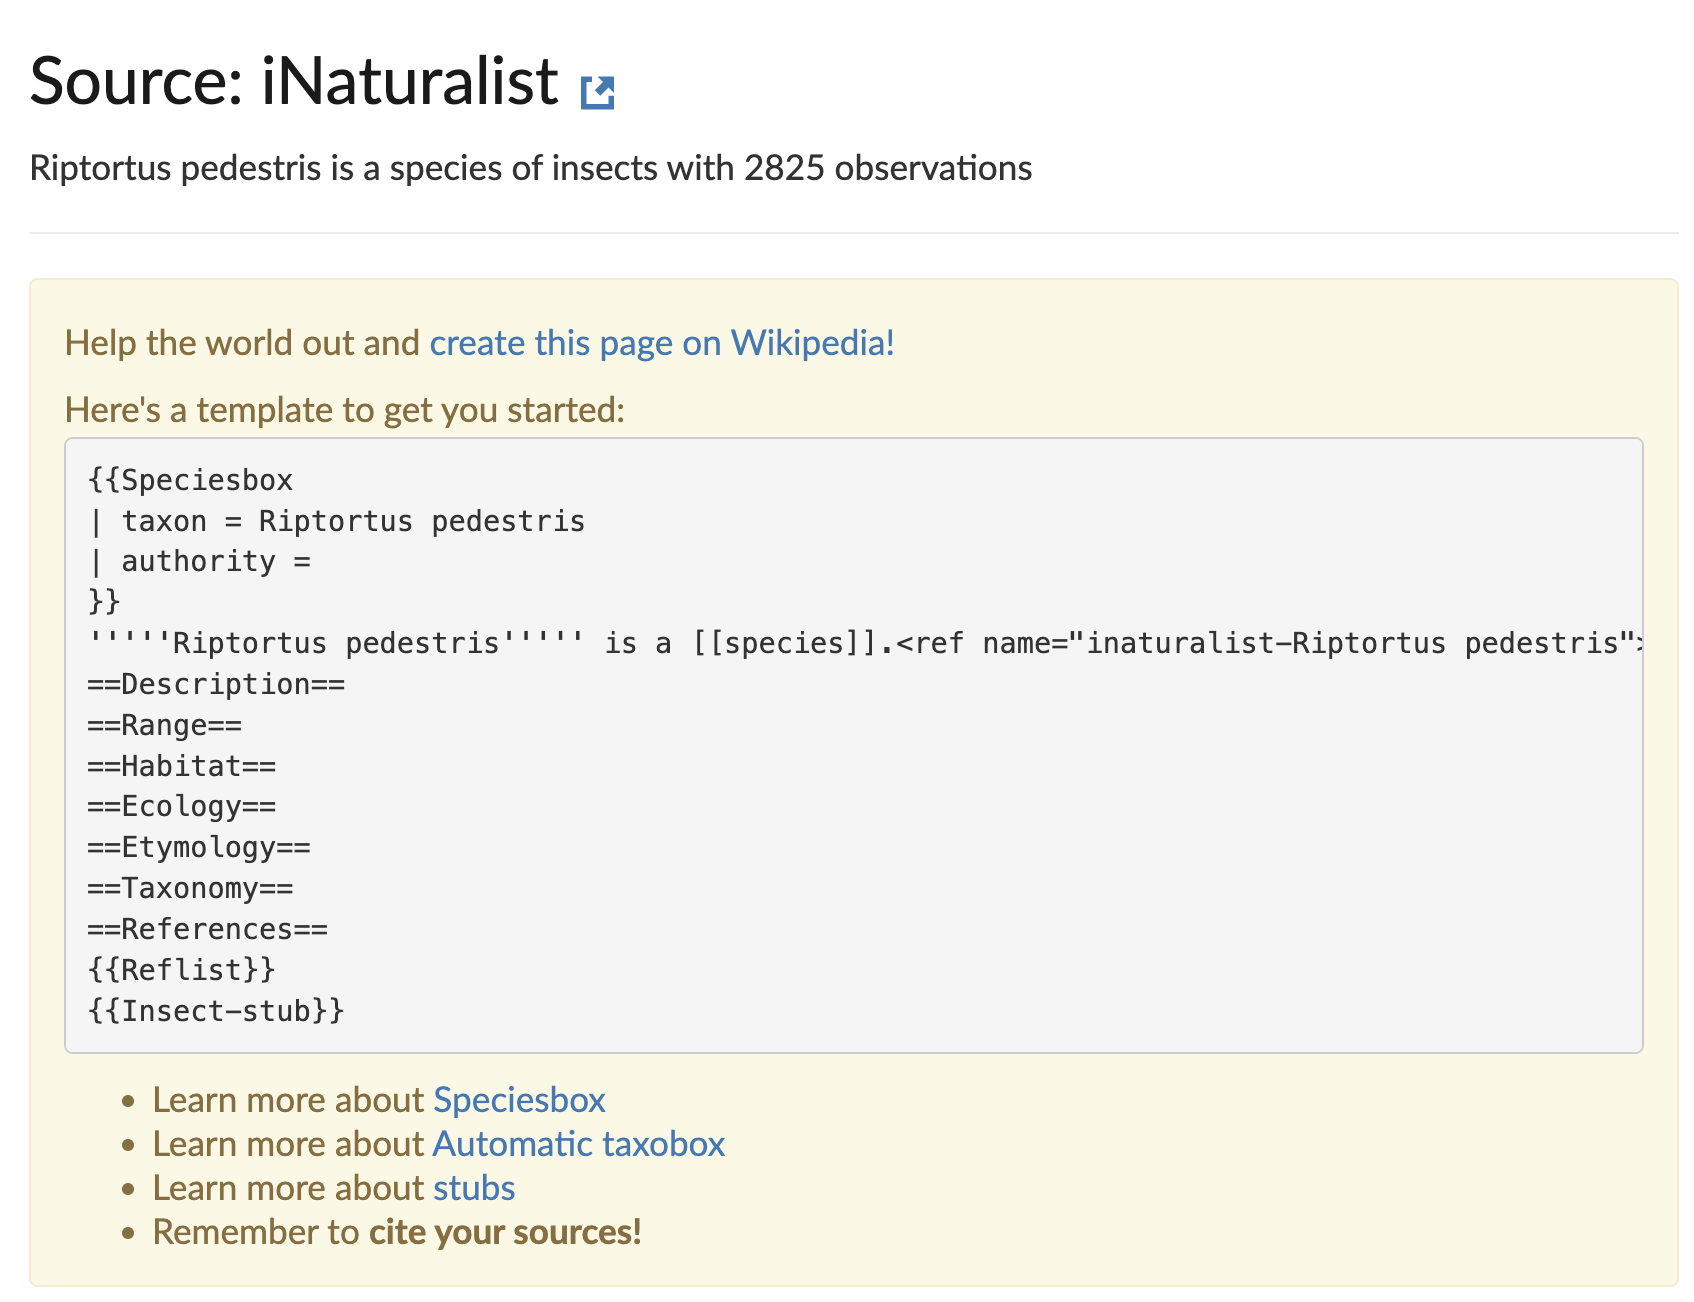 Source: iNaturalist
Riptortus pedestris is a species of insects with 2825 observations
Help the world out and create this page on Wikipedia!
Here's a template to get you started:
{{Speciesbox
| taxon = Riptortus pedestris
| authority =
}}
'''''Riptortus pedestris''''' is a [[species]].<ref name="inaturalist-Riptortus pedestris">
==Description==
==Range==
==Habitat==
==Ecology==
==Etymology==
==Taxonomy==
==References==
{{Reflist}}
{{Insect-stub}}
• Learn more about Speciesbox
• Learn more about Automatic taxobox
• Learn more about stubs
• Remember to cite your sources!